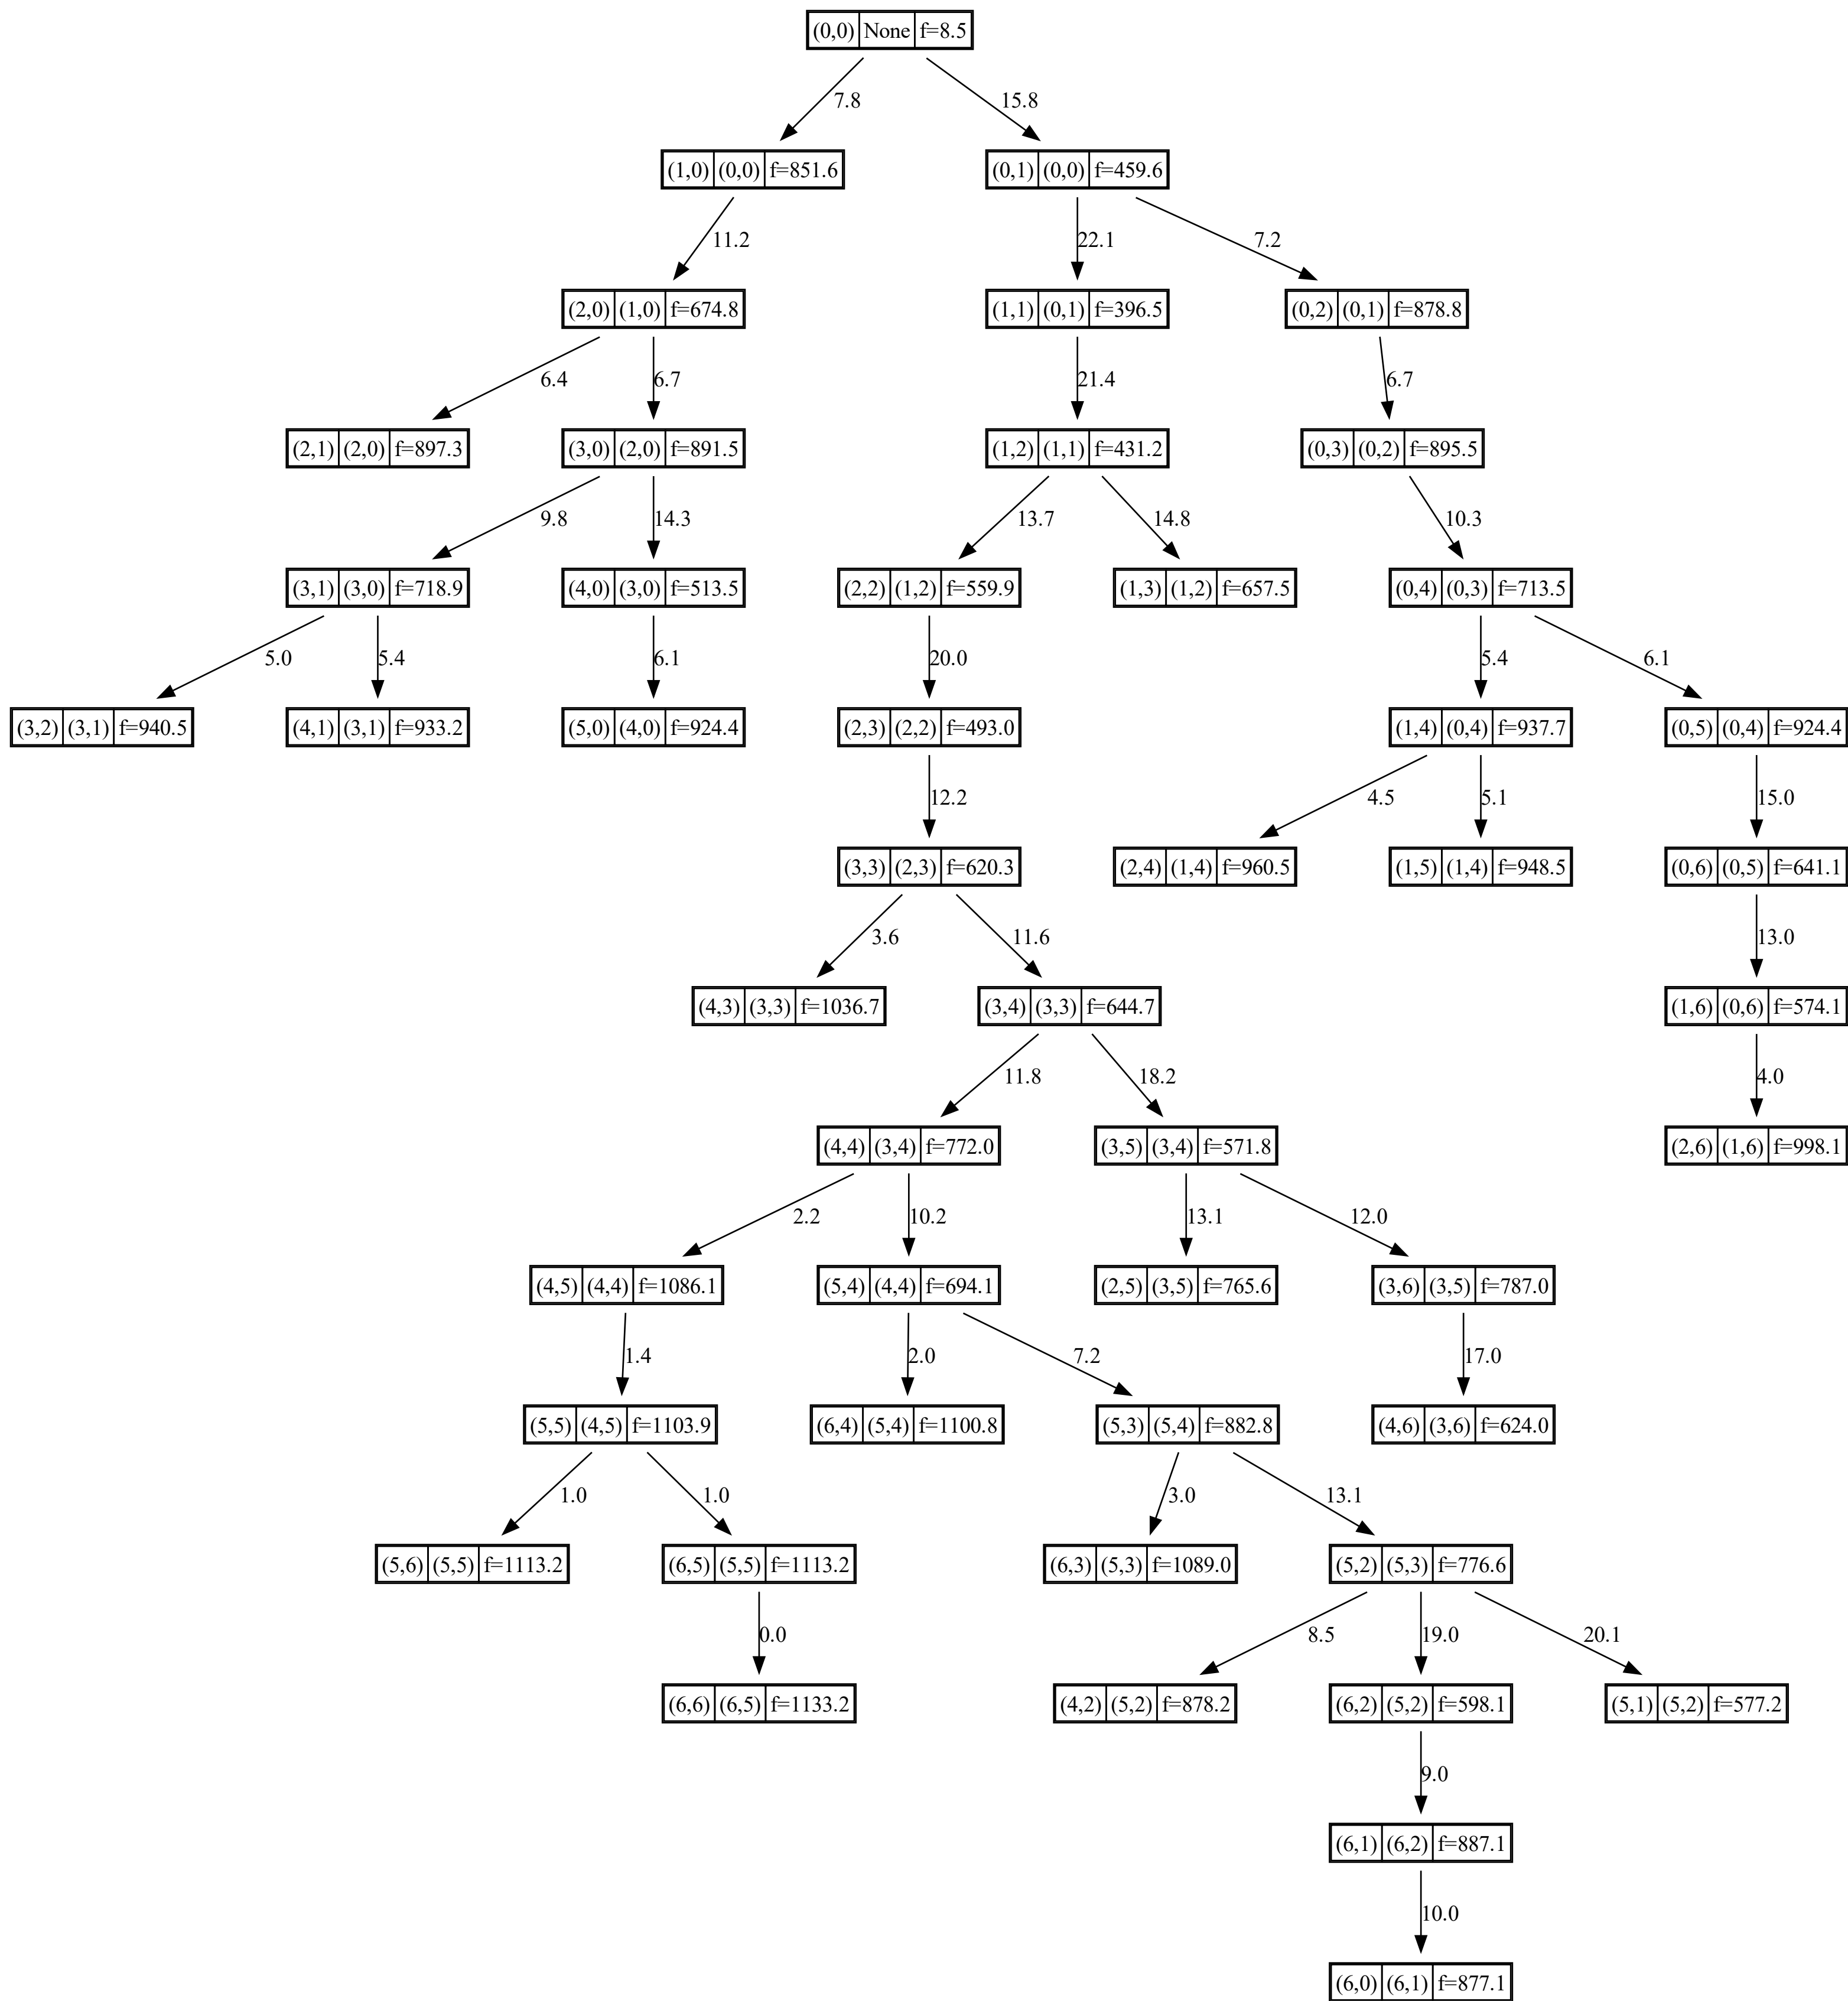 (0,0) None f=8.5
7.8 15.8
(1,0) (0,0) f=851.6 (0,1) (0,0) f=459.6
11.2 22.1 7.2
(2,0) (1,0) f=674.8 (1,1) (0,1) f=396.5 (0,2) (0,1) f=878.8
6.4 6.7 21.4 6.7
(2,1) (2,0) f=897.3 (3,0) (2,0) f=891.5 (1,2) (1,1) f=431.2 (0,3) (0,2) f=895.5
9.8 14.3 13.7 14.8 10.3
(3,1) (3,0) f=718.9 (4,0) (3,0) f=513.5 (2,2) (1,2) f=559.9 (1,3) (1,2) f=657.5 (0,4) (0,3) f=713.5
5.0 5.4 6.1 20.0 5.4 6.1
(3,2) (3,1) f=940.5 (4,1) (3,1) f=933.2 (5,0) (4,0) f=924.4 (2,3) (2,2) f=493.0 (1,4) (0,4) f=937.7 (0,5) (0,4) f=924.4
12.2 4.5 5.1 15.0
(3,3) (2,3) f=620.3 (2,4) (1,4) f=960.5 (1,5) (1,4) f=948.5 (0,6) (0,5) f=641.1
3.6 11.6 13.0
(4,3) (3,3) f=1036.7 (3,4) (3,3) f=644.7 (1,6) (0,6) f=574.1
11.8 18.2 4.0
(4,4) (3,4) f=772.0 (3,5) (3,4) f=571.8 (2,6) (1,6) f=998.1
2.2 10.2 13.1 12.0
(4,5) (4,4) f=1086.1 (5,4) (4,4) f=694.1 (2,5) (3,5) f=765.6 (3,6) (3,5) f=787.0
1.4 2.0 7.2 17.0
(5,5) (4,5) f=1103.9 (6,4) (5,4) f=1100.8 (5,3) (5,4) f=882.8 (4,6) (3,6) f=624.0
1.0 1.0 3.0 13.1
(5,6) (5,5) f=1113.2 (6,5) (5,5) f=1113.2 (6,3) (5,3) f=1089.0 (5,2) (5,3) f=776.6
0.0 8.5 19.0 20.1
(6,6) (6,5) f=1133.2 (4,2) (5,2) f=878.2 (6,2) (5,2) f=598.1 (5,1) (5,2) f=577.2
9.0
(6,1) (6,2) f=887.1
10.0
(6,0) (6,1) f=877.1